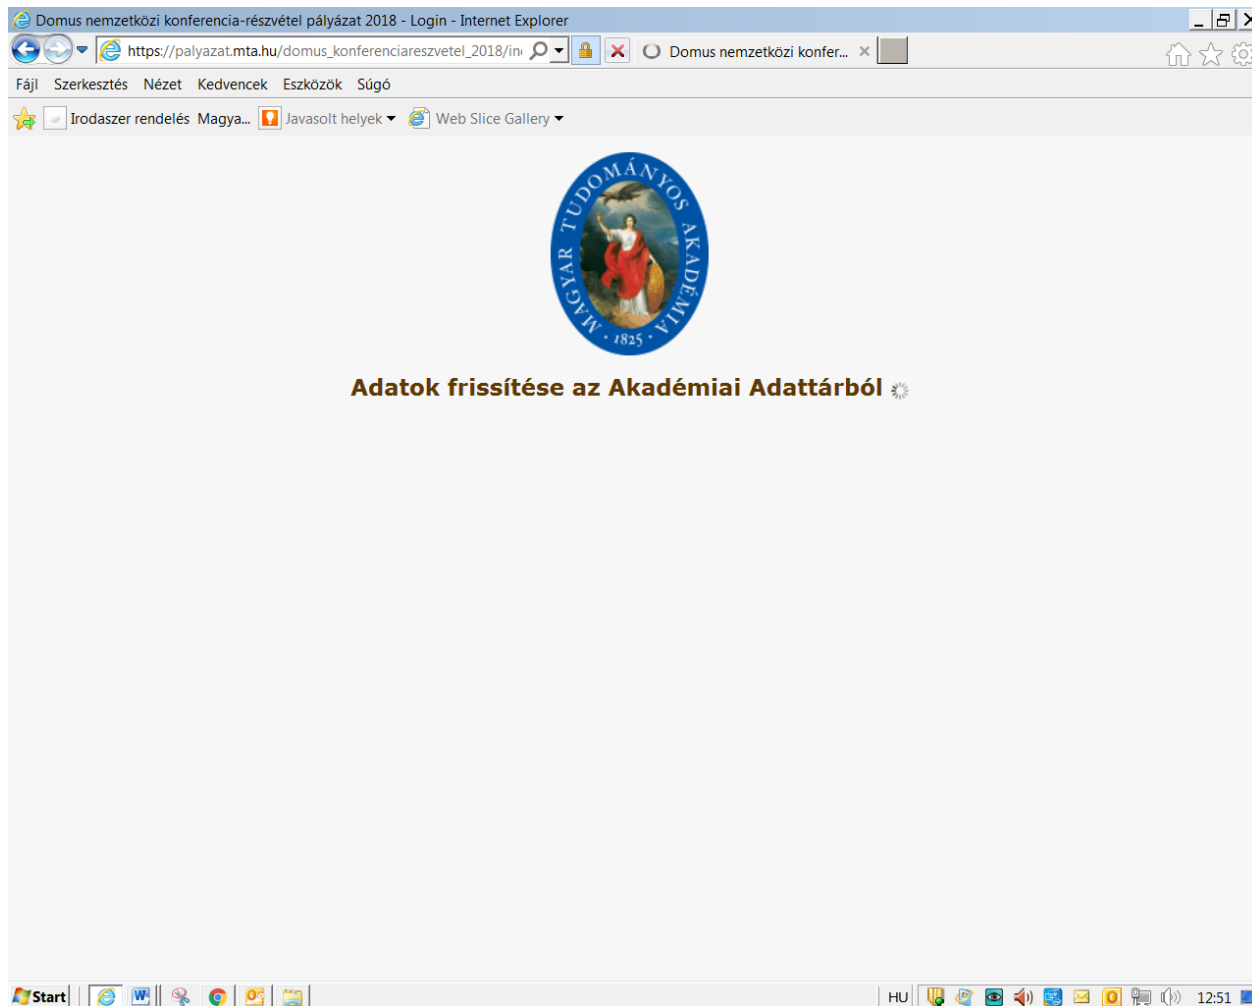 Domus nemzetközi konferencia-részvétel pályázat 2018 - Login - Internet Explorer
https://palyazat.mta.hu/domus_konferenciareszvetel_2018/in
Domus nemzetközi konfer...
Fájl Szerkesztés Nézet Kedvencek Eszközök Súgó
Irodaszer rendelés Magya... Javasolt helyek Web Slice Gallery
MAGYAR TUDOMÁNYOS AKADÉMIA
· 1825 ·
Adatok frissítése az Akadémiai Adattárból
Start HU 12:51